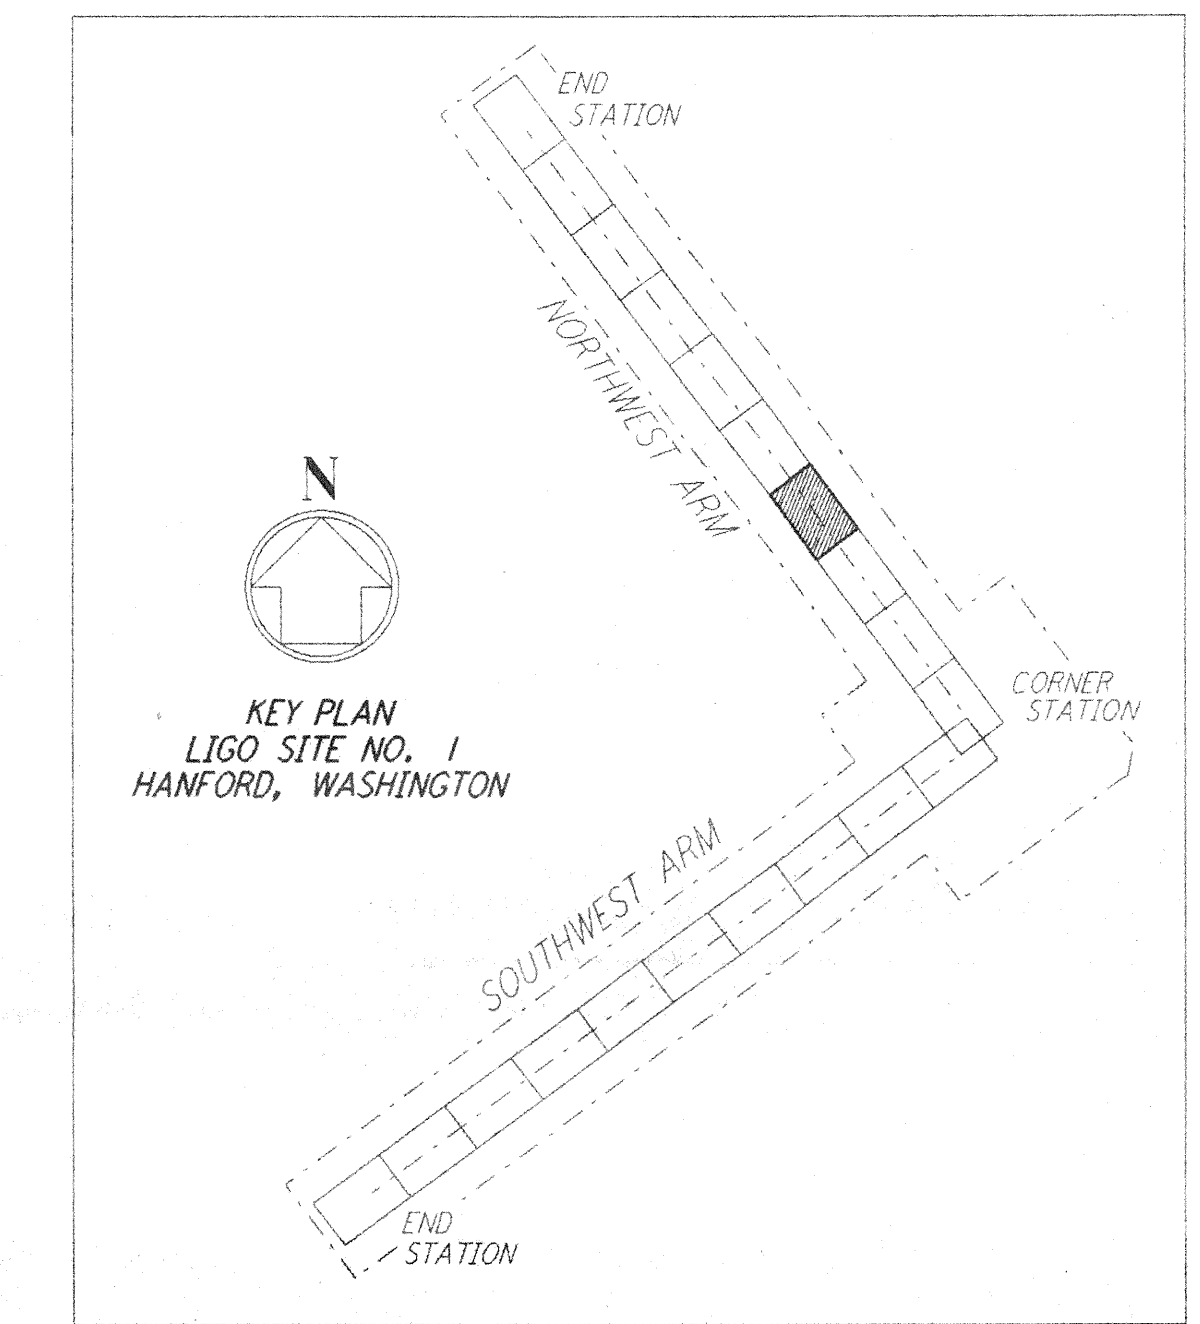 END
STATION
NORTHWEST ARM
N
KEY PLAN
LIGO SITE NO. 1
HANFORD, WASHINGTON
CORNER
STATION
SOUTHWEST ARM
END
STATION